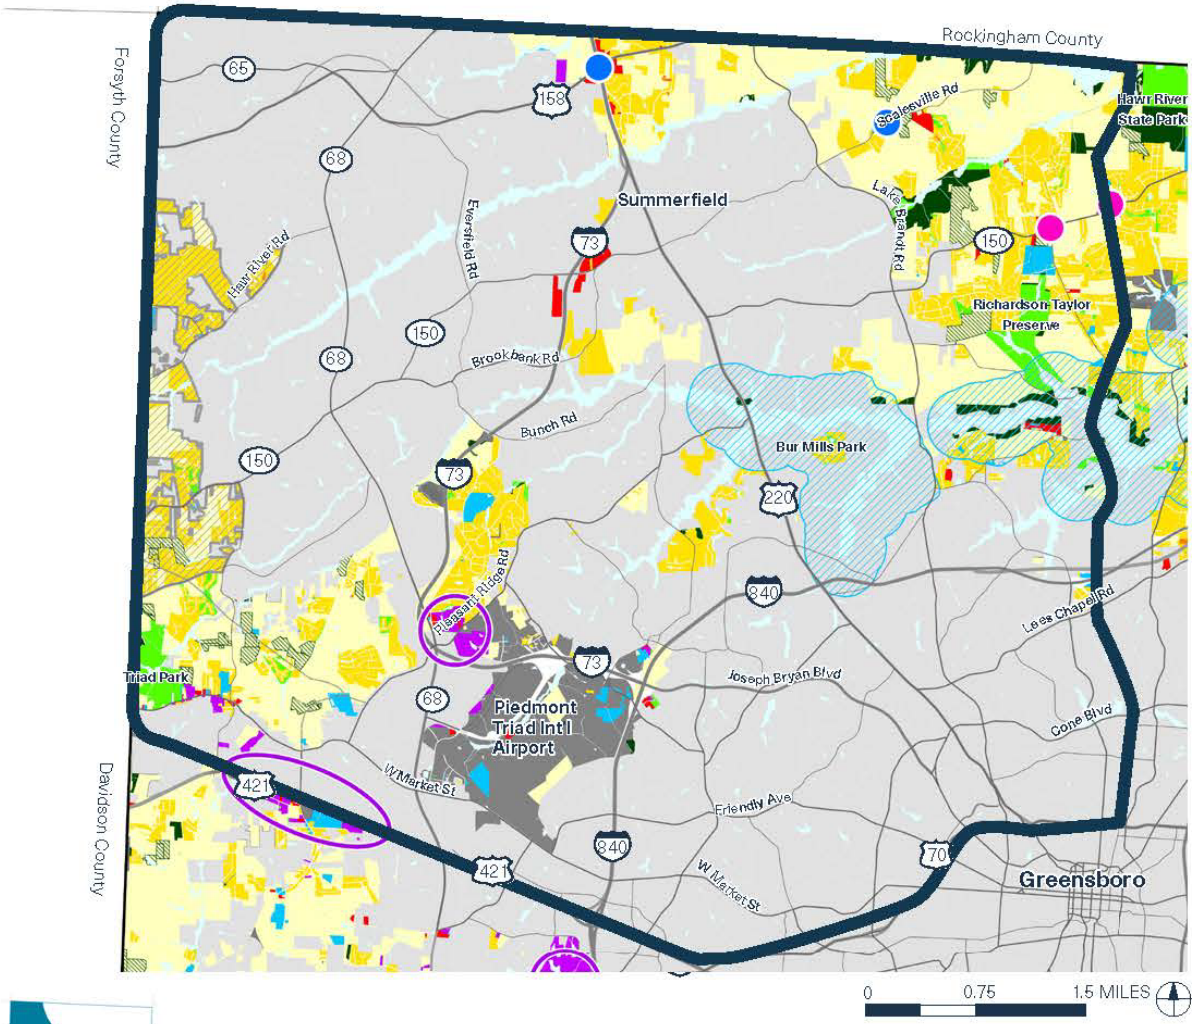 Rockingham County
Forsyth County
65
158
Scalesville Rd
Hawr River
State Park
68
Lake Brandt Rd
Summerfield
Eversfield Rd
Haw River Rd
73
150
Richardson-Taylor
Preserve
150
68
Brookbank Rd
Bunch Rd
Bur Mills Park
150
73
220
Pleasant Ridge Rd
840
Lees Chapel Rd
73
Joseph Bryan Blvd
Triad Park
68
Piedmont
Triad Int'l
Airport
Cone Blvd
Davidson County
421
W Market St
Friendly Ave
840
70
421
W Market St
Greensboro
0 0.75 1.5 MILES